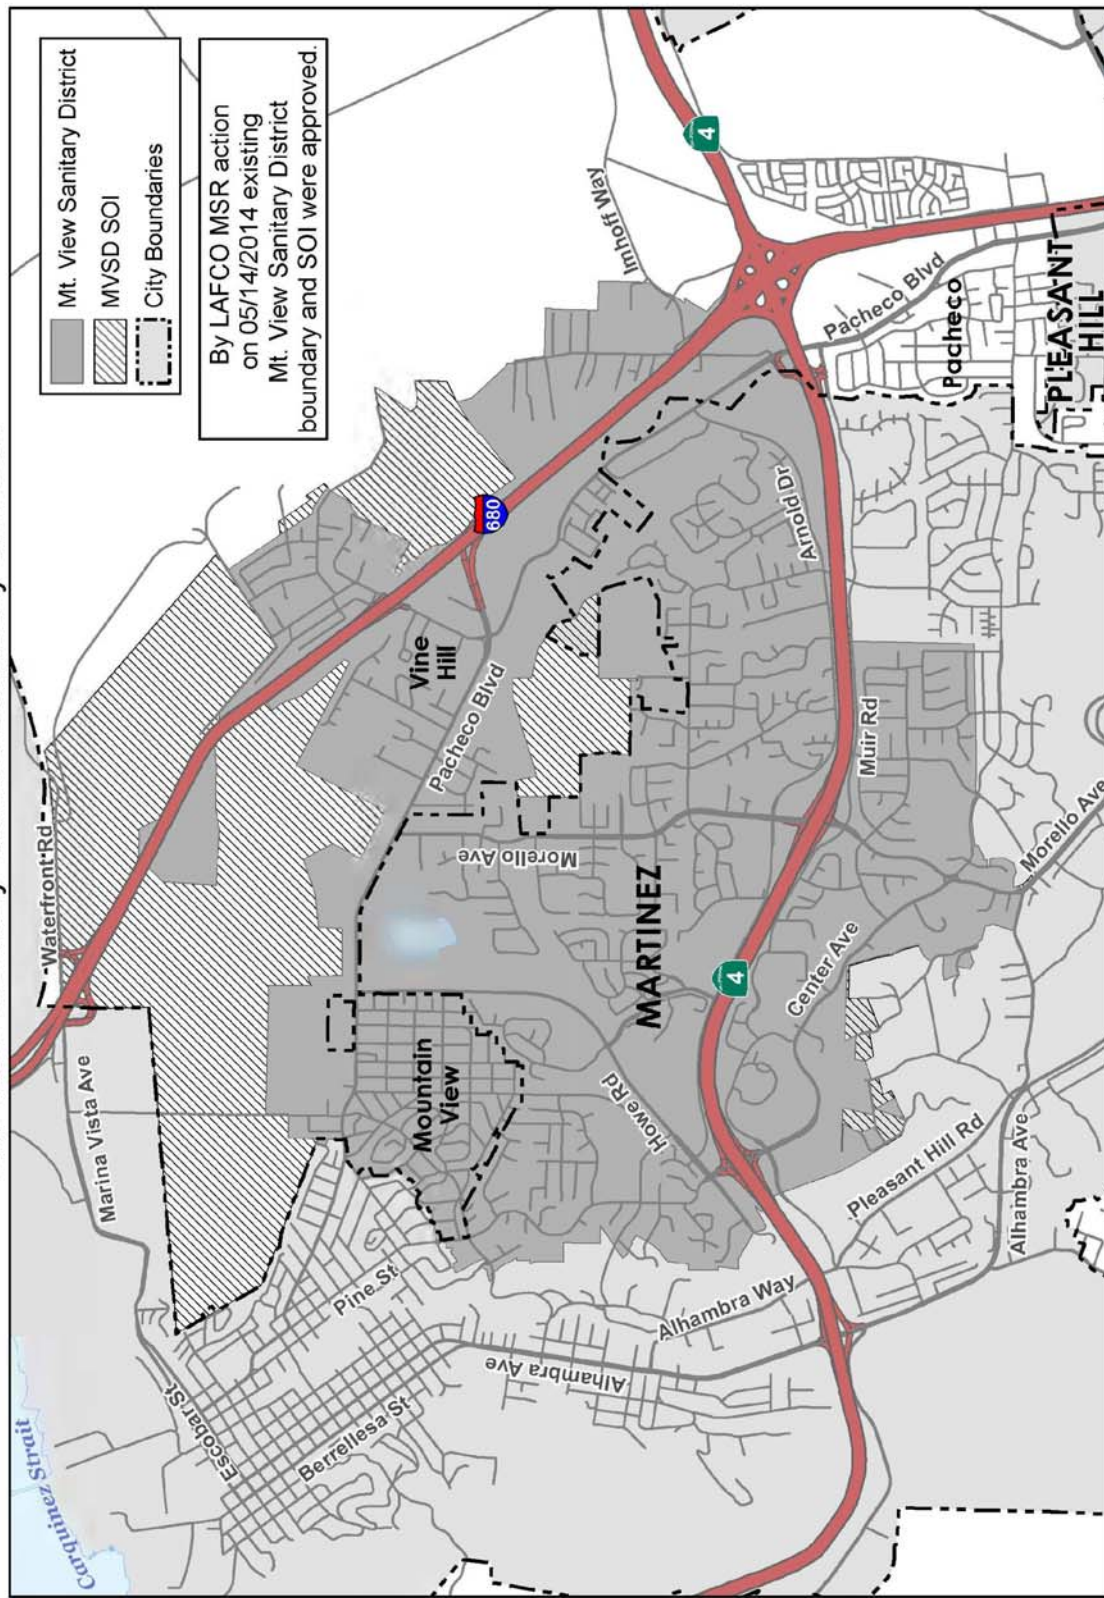 Mt. View Sanitary District
MVSD SOI
City Boundaries
By LAFCO MSR action
on 05/14/2014 existing
Mt. View Sanitary District
boundary and SOI were approved.
Carquinez Strait
Marina Vista Ave
Waterfront Rd
Escobar St
Berrellesa St
Pine St
Mountain
View
Vine
Hill
Pacheco Blvd
680
Imhoff Way
4
Alhambra Ave
Alhambra Way
Howe Rd
MARTINEZ
Morello Ave
Arnold Dr
Pacheco Blvd
4
Center Ave
Muir Rd
Pacheco
PLEASANT
HILL
Pleasant Hill Rd
Alhambra Ave
Morello Ave